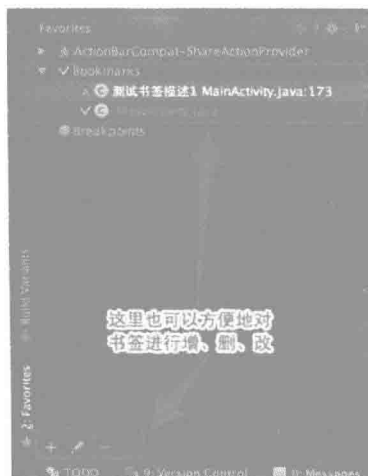 Favorites
ActionBarCompat-ShareActionProvider
Bookmarks
测试书签描述1 MainActivity.java:173
Breakpoints
这里也可以方便地对
书签进行增、删、改
Build Variants
2: Favorites
TODO
9: Version Control
0: Messages